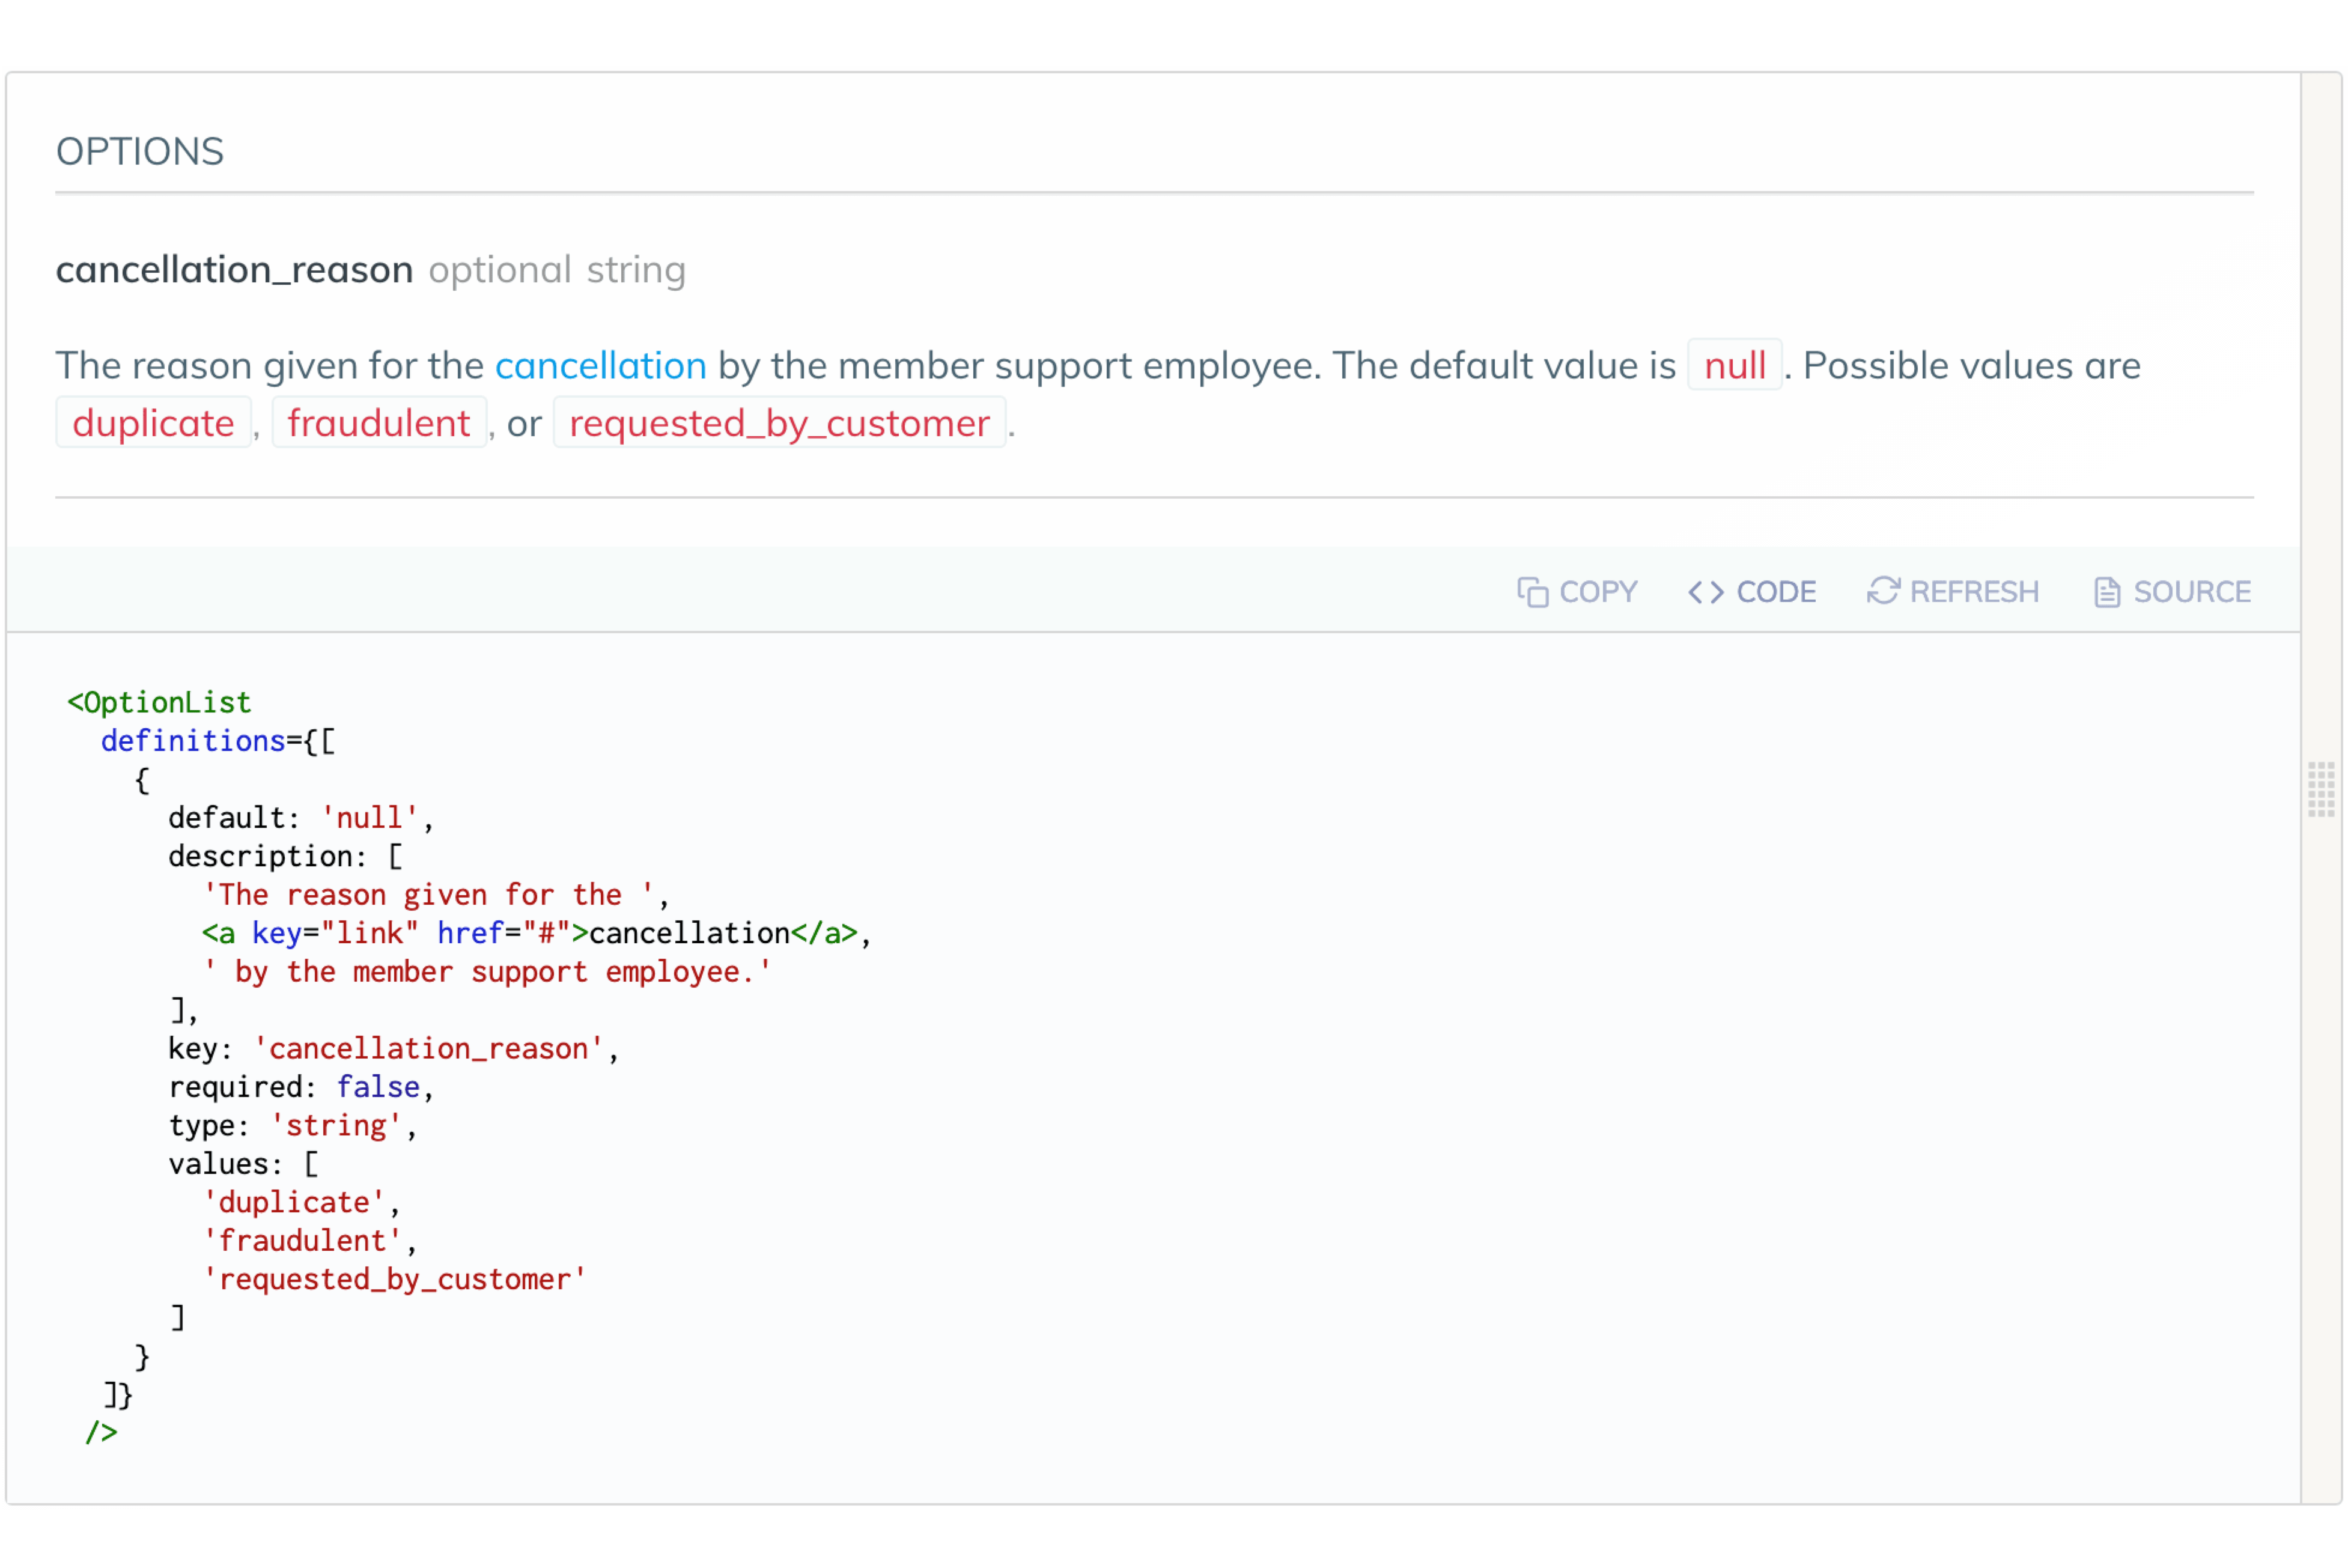 OPTIONS
cancellation_reason optional string
The reason given for the cancellation by the member support employee. The default value is null. Possible values are
duplicate, fraudulent, or requested_by_customer.
COPY <> CODE REFRESH SOURCE
<OptionList
  definitions={[
    {
      default: 'null',
      description: [
        'The reason given for the ',
        <a key="link" href="#">cancellation</a>,
        ' by the member support employee.'
      ],
      key: 'cancellation_reason',
      required: false,
      type: 'string',
      values: [
        'duplicate',
        'fraudulent',
        'requested_by_customer'
      ]
    }
  ]}
 />